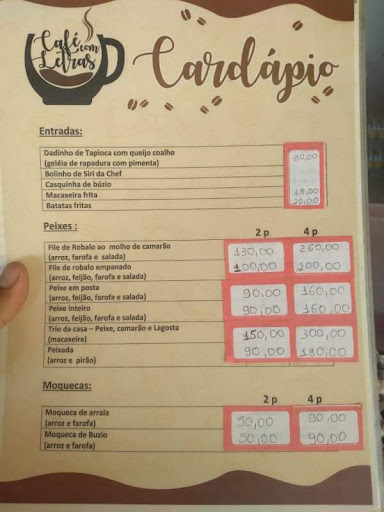 Café com
Letras
Cardápio
Entradas:
Dadinho de Tapioca com queijo coalho
(geléia de rapadura com pimenta) 20,00
Bolinho de Siri da Chef
Casquinha de búzio
Macaxeira frita 18,00
Batatas fritas 20,00
Peixes : 2 p 4 p
File de Robalo ao molho de camarão 130,00 260,00
(arroz, farofa e salada)
File de robalo empanado 100,00 200,00
(arroz, feijão, farofa e salada)
Peixe em posta 90,00 160,00
(arroz, feijão, farofa e salada)
Peixe inteiro 90,00 160,00
(arroz, feijão, farofa e salada)
Trio da casa – Peixe, camarão e Lagosta 150,00 300,00
(macaxeira)
Peixada 90,00 180,00
(arroz e pirão)
Moquecas:
2 p 4 p
Moqueca de arraia 50,00 90,00
(arroz e farofa)
Moqueca de Buzio 50,00 90,00
(arroz e farofa)